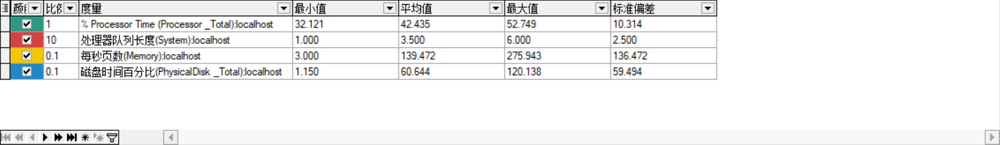 颜色 比例 度量 最小值 平均值 最大值 标准偏差
1 % Processor Time (Processor _Total):localhost 32.121 42.435 52.749 10.314
10 处理器队列长度(System):localhost 1.000 3.500 6.000 2.500
0.1 每秒页数(Memory):localhost 3.000 139.472 275.943 136.472
0.1 磁盘时间百分比(PhysicalDisk _Total):localhost 1.150 60.644 120.138 59.494